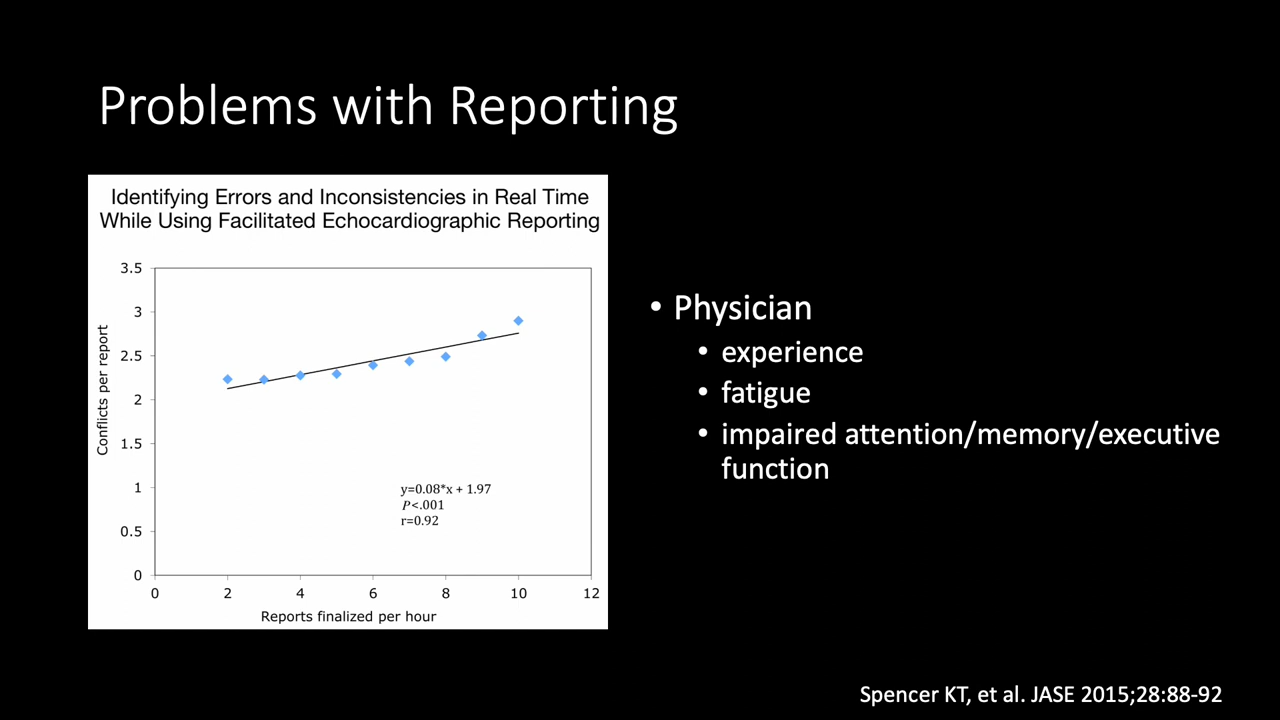 Problems with Reporting
Identifying Errors and Inconsistencies in Real Time
While Using Facilitated Echocardiographic Reporting
3.5
3
2.5
2
1.5
1
0.5
0
Conflicts per report
y=0.08*x + 1.97
P<.001
r=0.92
0 2 4 6 8 10 12
Reports finalized per hour
• Physician
• experience
• fatigue
• impaired attention/memory/executive
function
Spencer KT, et al. JASE 2015;28:88-92